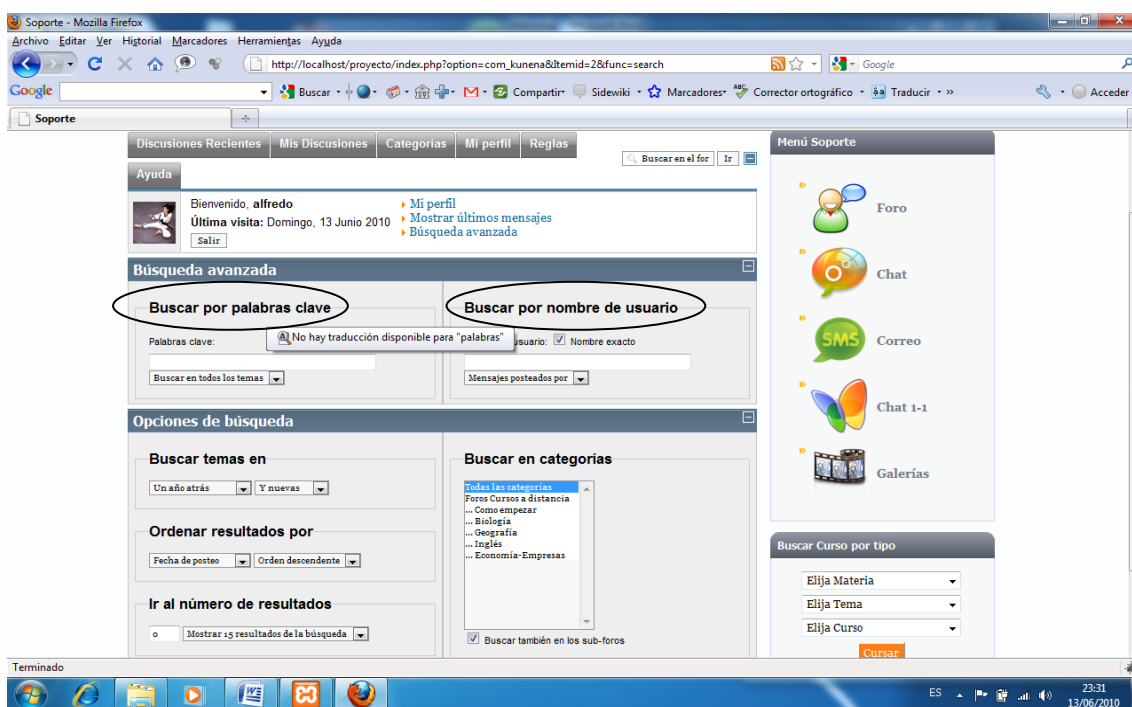 Soporte - Mozilla Firefox
Archivo Editar Ver Historial Marcadores Herramientas Ayuda
http://localhost/proyecto/index.php?option=com_kunena&Itemid=2&func=search
Google
Google Buscar Compartir Sidewiki Marcadores Corrector ortográfico Traducir » Acceder
Soporte
Discusiones Recientes Mis Discusiones Categorias Mi perfil Reglas
Buscar en el for Ir
Ayuda
Bienvenido, alfredo
Última visita: Domingo, 13 Junio 2010
Salir
Mi perfil
Mostrar últimos mensajes
Búsqueda avanzada
Búsqueda avanzada
Buscar por palabras clave
Palabras clave:
No hay traducción disponible para "palabras"
Buscar en todos los temas
Buscar por nombre de usuario
usuario: Nombre exacto
Mensajes posteados por
Opciones de búsqueda
Buscar temas en
Un año atrás Y nuevas
Ordenar resultados por
Fecha de posteo Orden descendente
Ir al número de resultados
0 Mostrar 15 resultados de la búsqueda
Buscar en categorías
Todas las categorías
Foros Cursos a distancia
... Como empezar
... Biología
... Geografía
... Inglés
... Economía-Empresas
Buscar también en los sub-foros
Menú Soporte
Foro
Chat
SMS
Correo
Chat 1-1
Galerías
Buscar Curso por tipo
Elija Materia
Elija Tema
Elija Curso
Cursar
Terminado
ES
23:31
13/06/2010